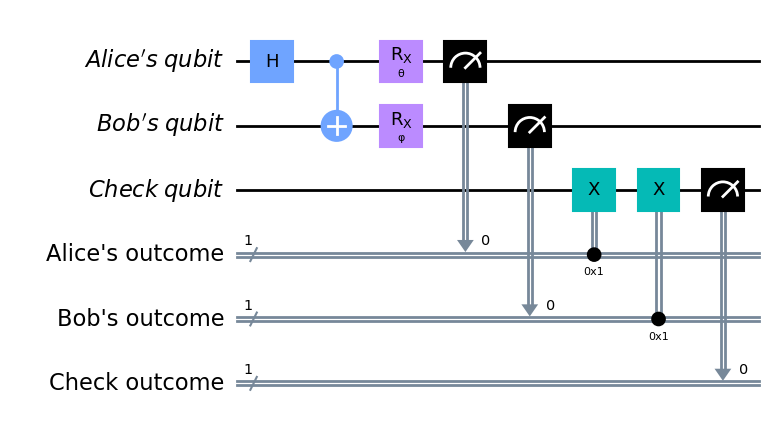 Alice's qubit H R_X θ
Bob's qubit R_X φ
Check qubit X X
Alice's outcome 1 0 0x1
Bob's outcome 1 0 0x1
Check outcome 1 0